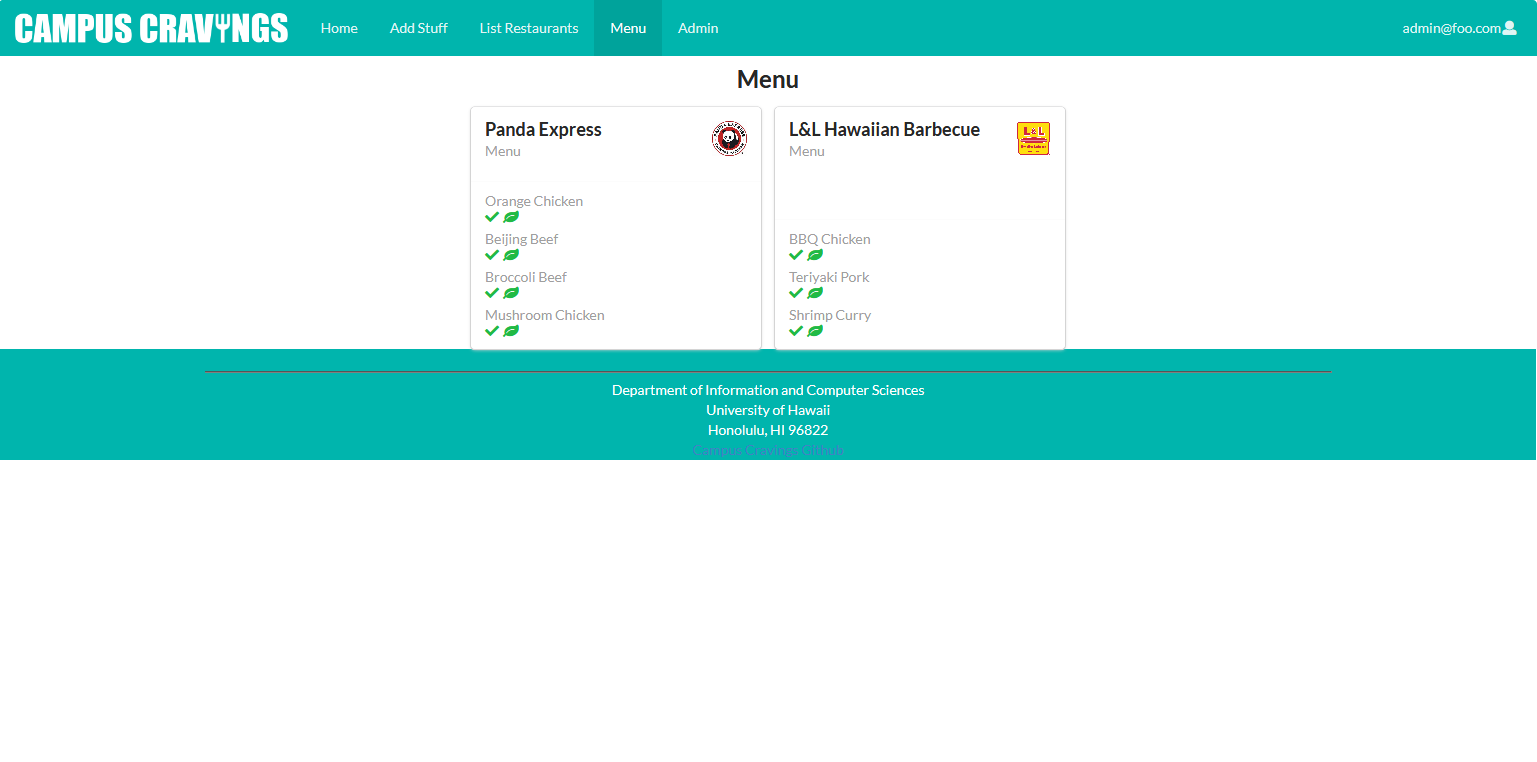 CAMPUS CRAVINGS Home Add Stuff List Restaurants Menu Admin admin@foo.com
Menu
Panda Express
Menu
Orange Chicken
Beijing Beef
Broccoli Beef
Mushroom Chicken
L&L Hawaiian Barbecue
Menu
L&L
BBQ Chicken
Teriyaki Pork
Shrimp Curry
Department of Information and Computer Sciences
University of Hawaii
Honolulu, HI 96822
Campus Cravings Github